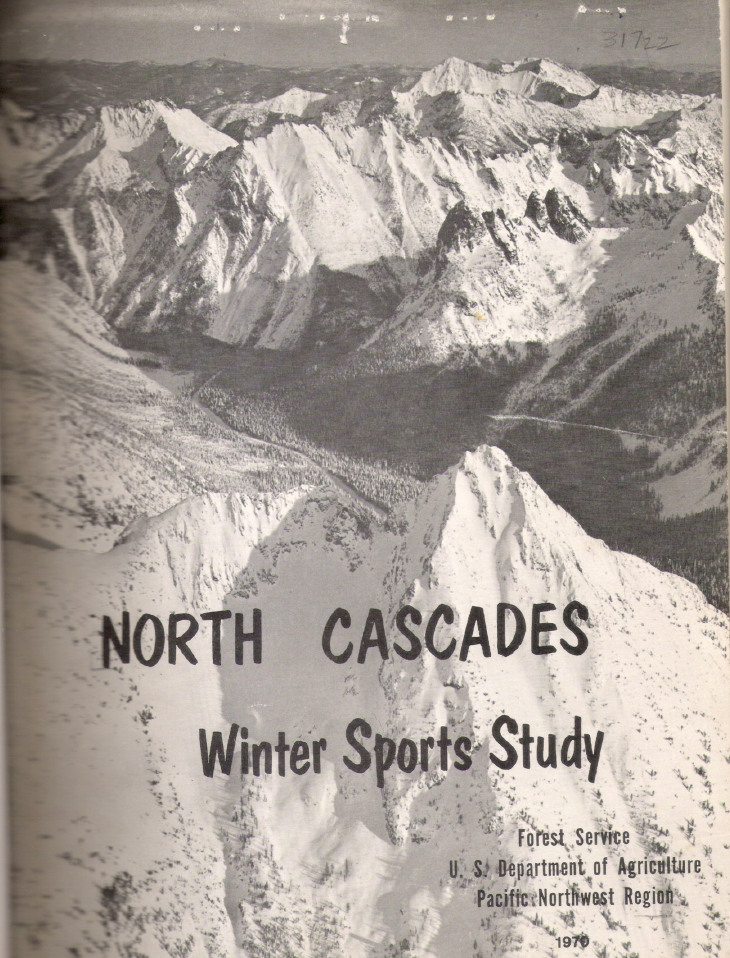 31722
NORTH CASCADES
Winter Sports Study
Forest Service
U. S. Department of Agriculture
Pacific Northwest Region
1970